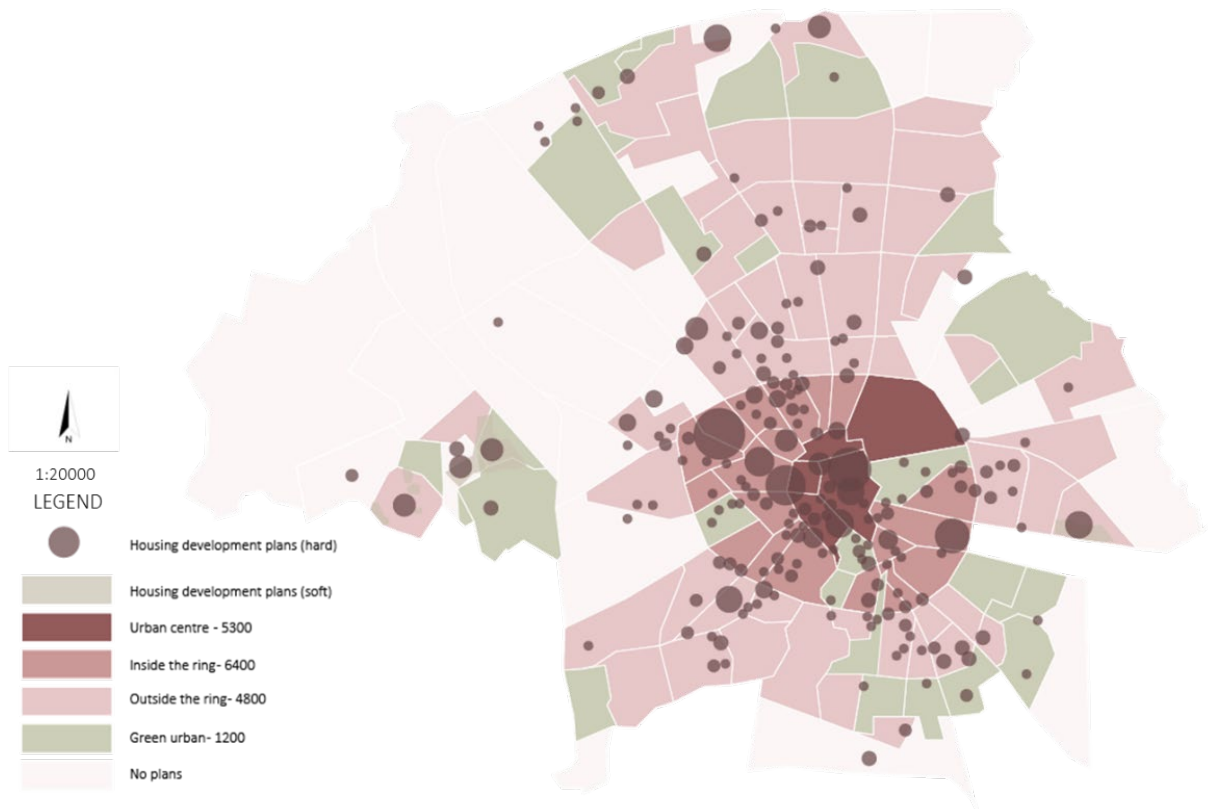 N
1:20000
LEGEND
Housing development plans (hard)
Housing development plans (soft)
Urban centre - 5300
Inside the ring- 6400
Outside the ring- 4800
Green urban- 1200
No plans